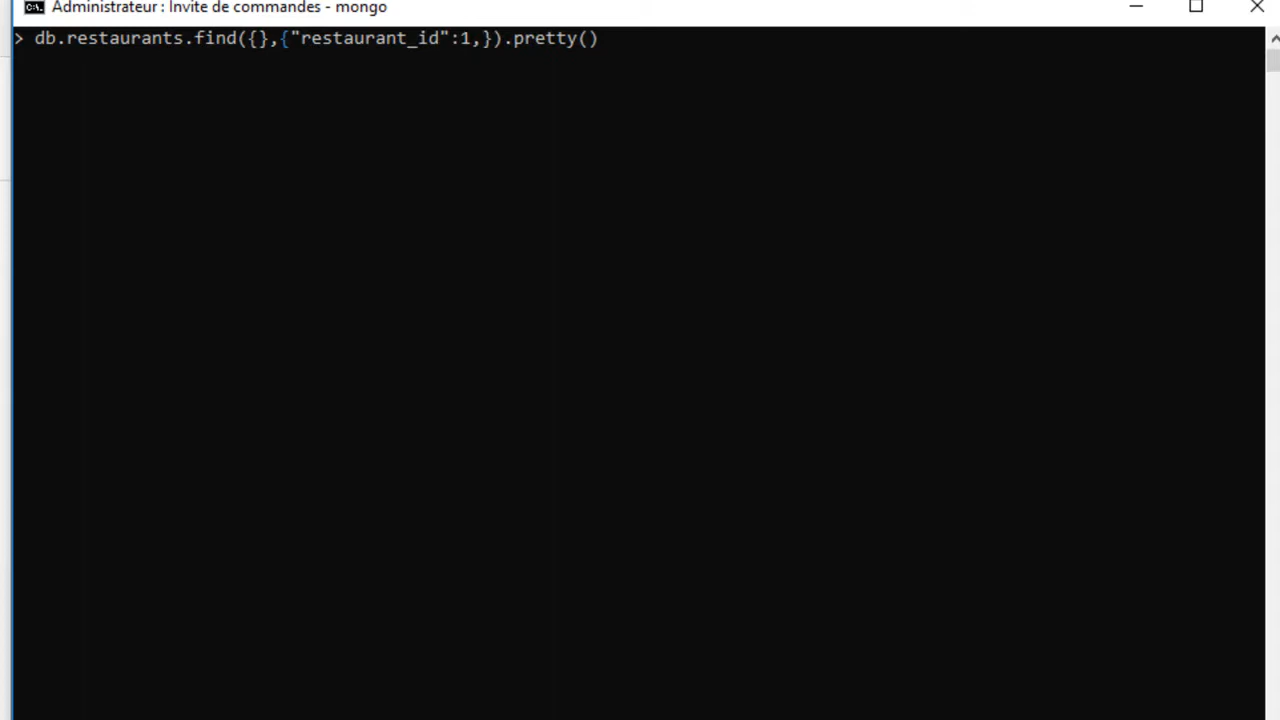 Administrateur : Invite de commandes - mongo
> db.restaurants.find({},{"restaurant_id":1,}).pretty()